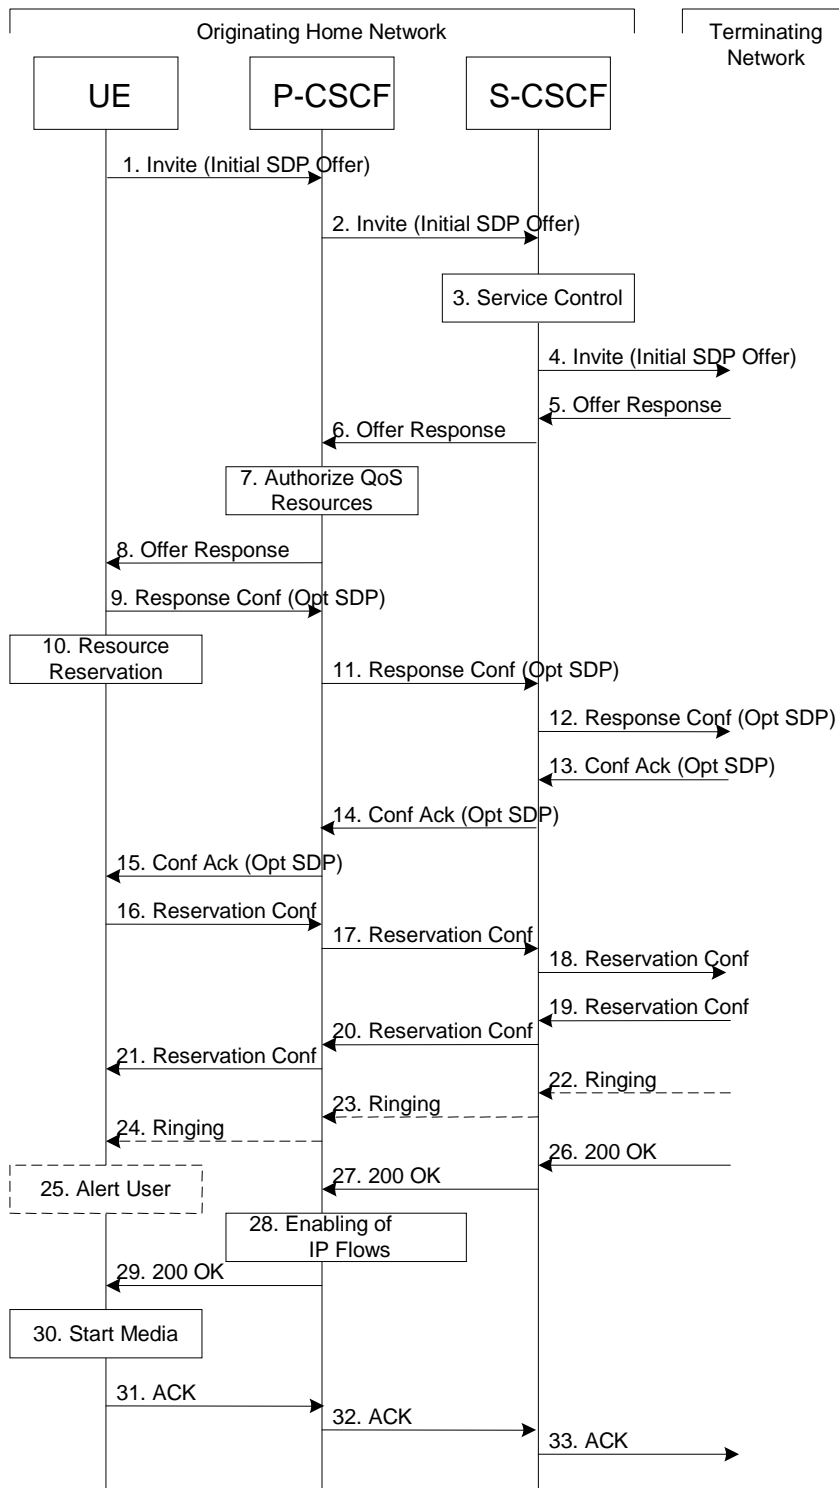 Originating Home Network
Terminating
Network
UE
P-CSCF
S-CSCF
1. Invite (Initial SDP Offer)
2. Invite (Initial SDP Offer)
3. Service Control
4. Invite (Initial SDP Offer)
5. Offer Response
6. Offer Response
7. Authorize QoS
Resources
8. Offer Response
9. Response Conf (Opt SDP)
10. Resource
Reservation
11. Response Conf (Opt SDP)
12. Response Conf (Opt SDP)
13. Conf Ack (Opt SDP)
14. Conf Ack (Opt SDP)
15. Conf Ack (Opt SDP)
16. Reservation Conf
17. Reservation Conf
18. Reservation Conf
19. Reservation Conf
20. Reservation Conf
21. Reservation Conf
22. Ringing
23. Ringing
24. Ringing
25. Alert User
26. 200 OK
27. 200 OK
28. Enabling of
IP Flows
29. 200 OK
30. Start Media
31. ACK
32. ACK
33. ACK